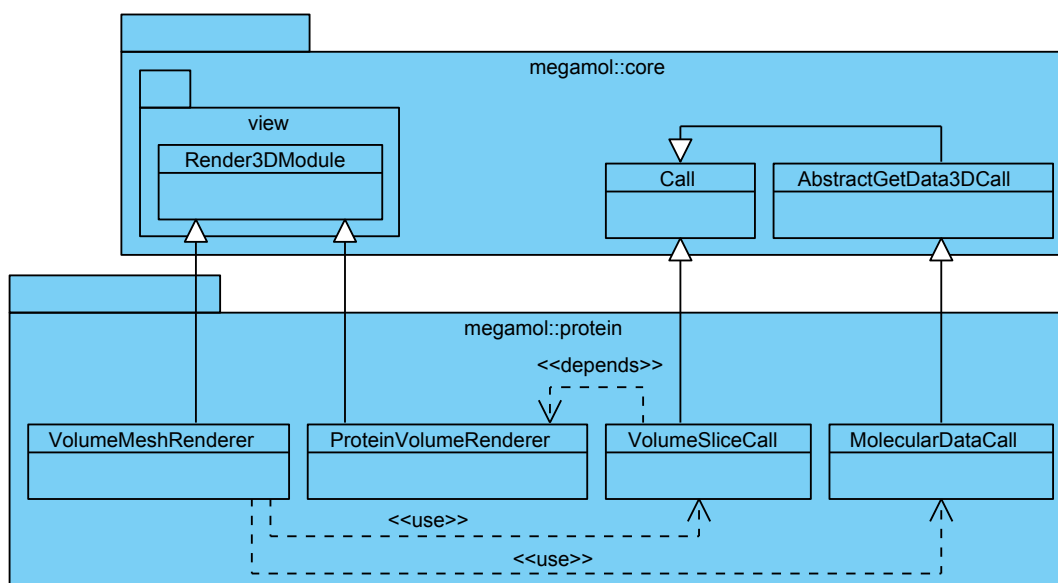 megamol::core
view
Render3DModule
Call
AbstractGetData3DCall
megamol::protein
<<depends>>
VolumeMeshRenderer
ProteinVolumeRenderer
VolumeSliceCall
MolecularDataCall
<<use>>
<<use>>